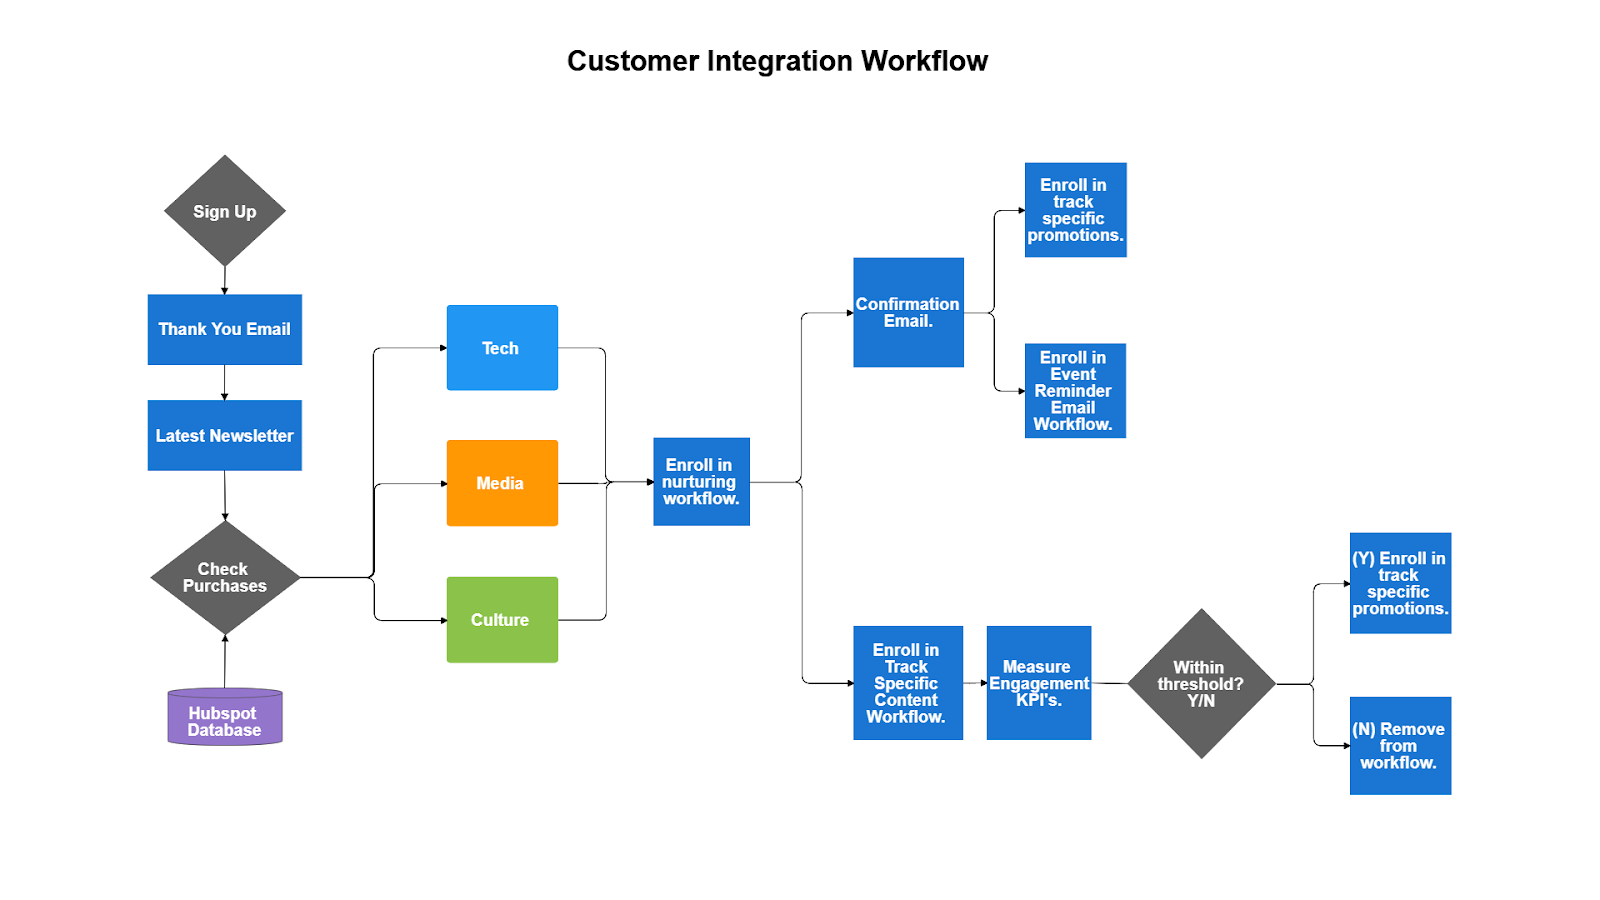 Customer Integration Workflow
Sign Up
Thank You Email
Latest Newsletter
Check
Purchases
Hubspot
Database
Tech
Media
Culture
Enroll in
nurturing
workflow.
Confirmation
Email.
Enroll in
track
specific
promotions.
Enroll in
Event
Reminder
Email
Workflow.
Enroll in
Track
Specific
Content
Workflow.
Measure
Engagement
KPI's.
Within
threshold?
Y/N
(Y) Enroll in
track
specific
promotions.
(N) Remove
from
workflow.